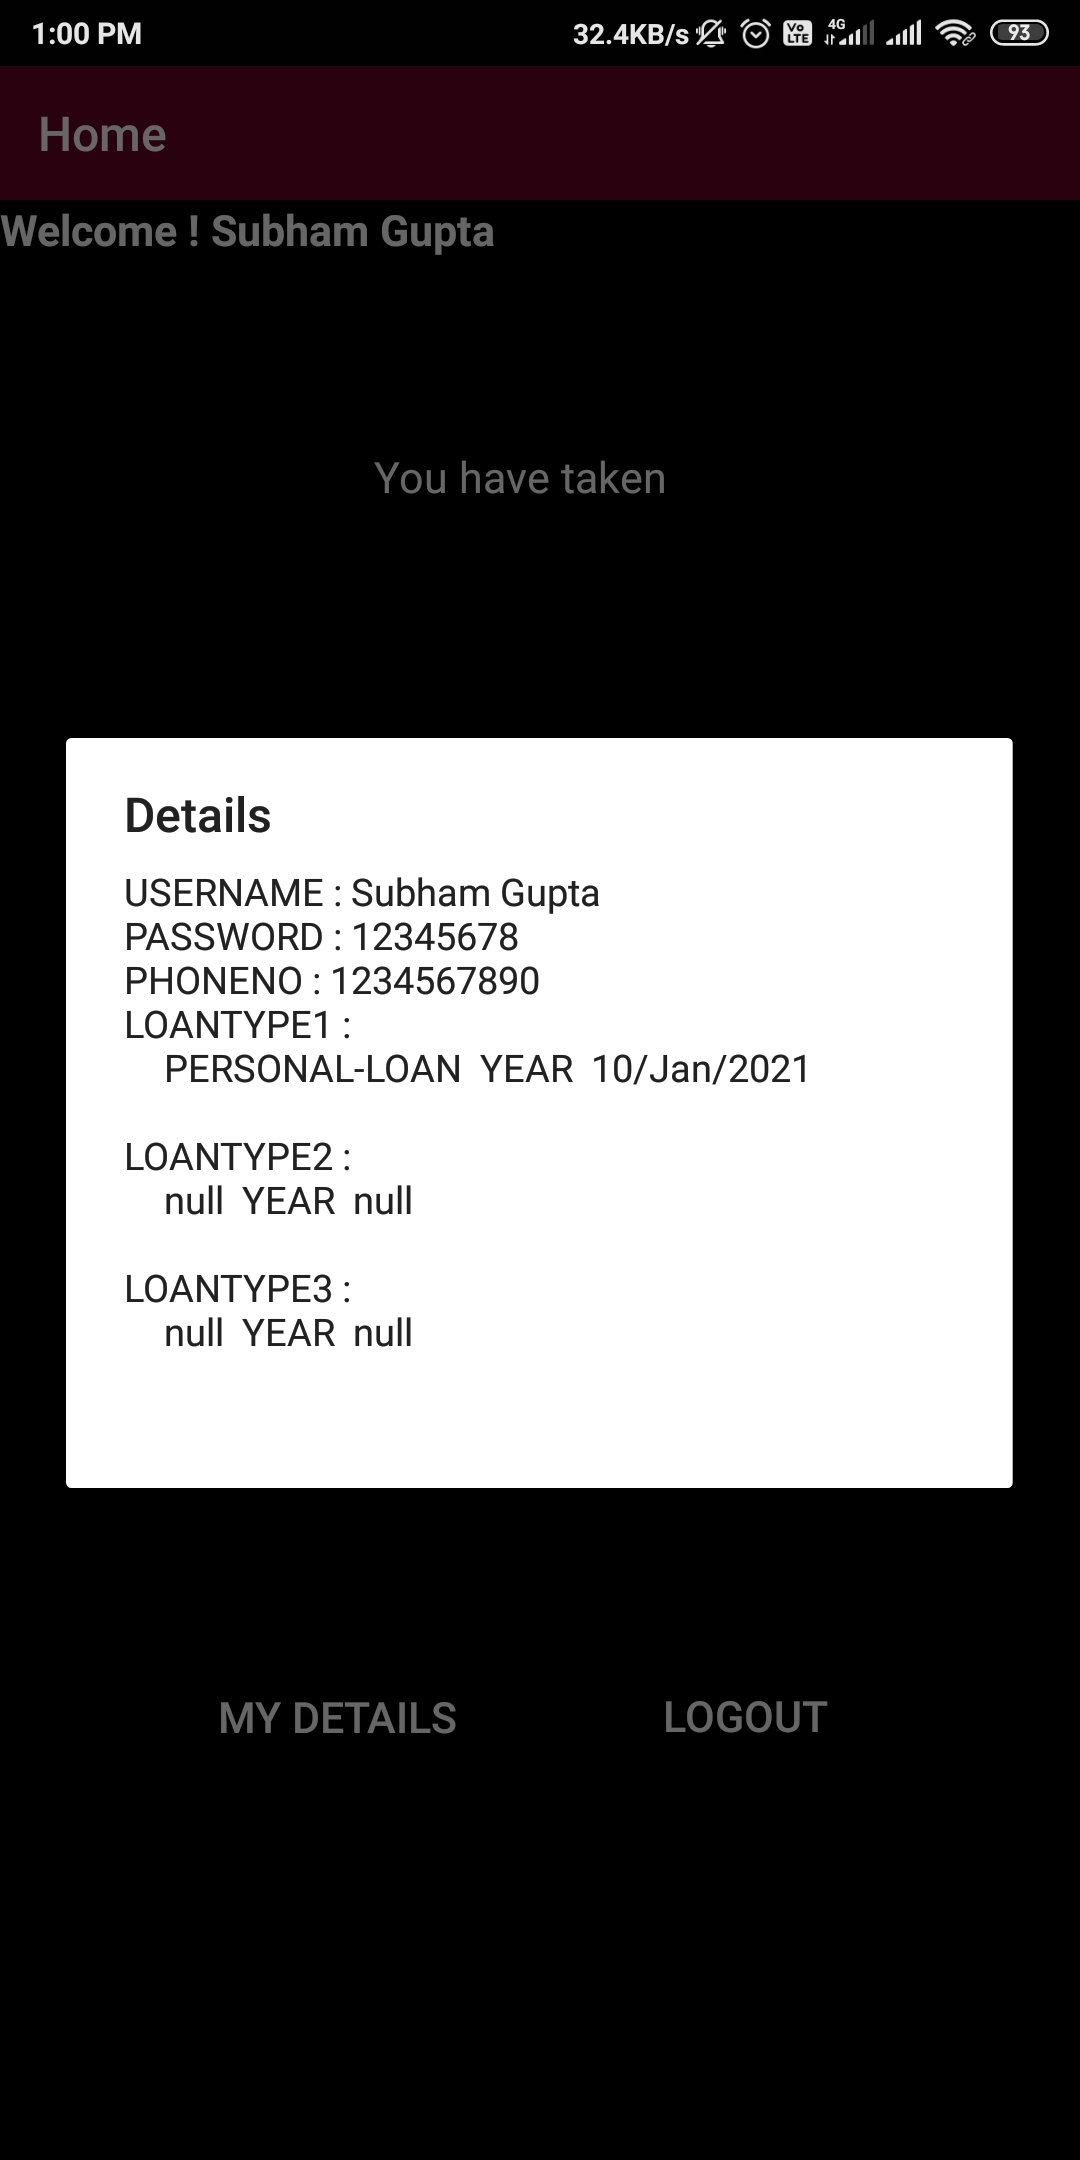 1:00 PM 32.4KB/s Vo LTE 4G 93
Home
Welcome ! Subham Gupta
You have taken
Details
USERNAME : Subham Gupta
PASSWORD : 12345678
PHONENO : 1234567890
LOANTYPE1 :
PERSONAL-LOAN YEAR 10/Jan/2021
LOANTYPE2 :
null YEAR null
LOANTYPE3 :
null YEAR null
MY DETAILS LOGOUT